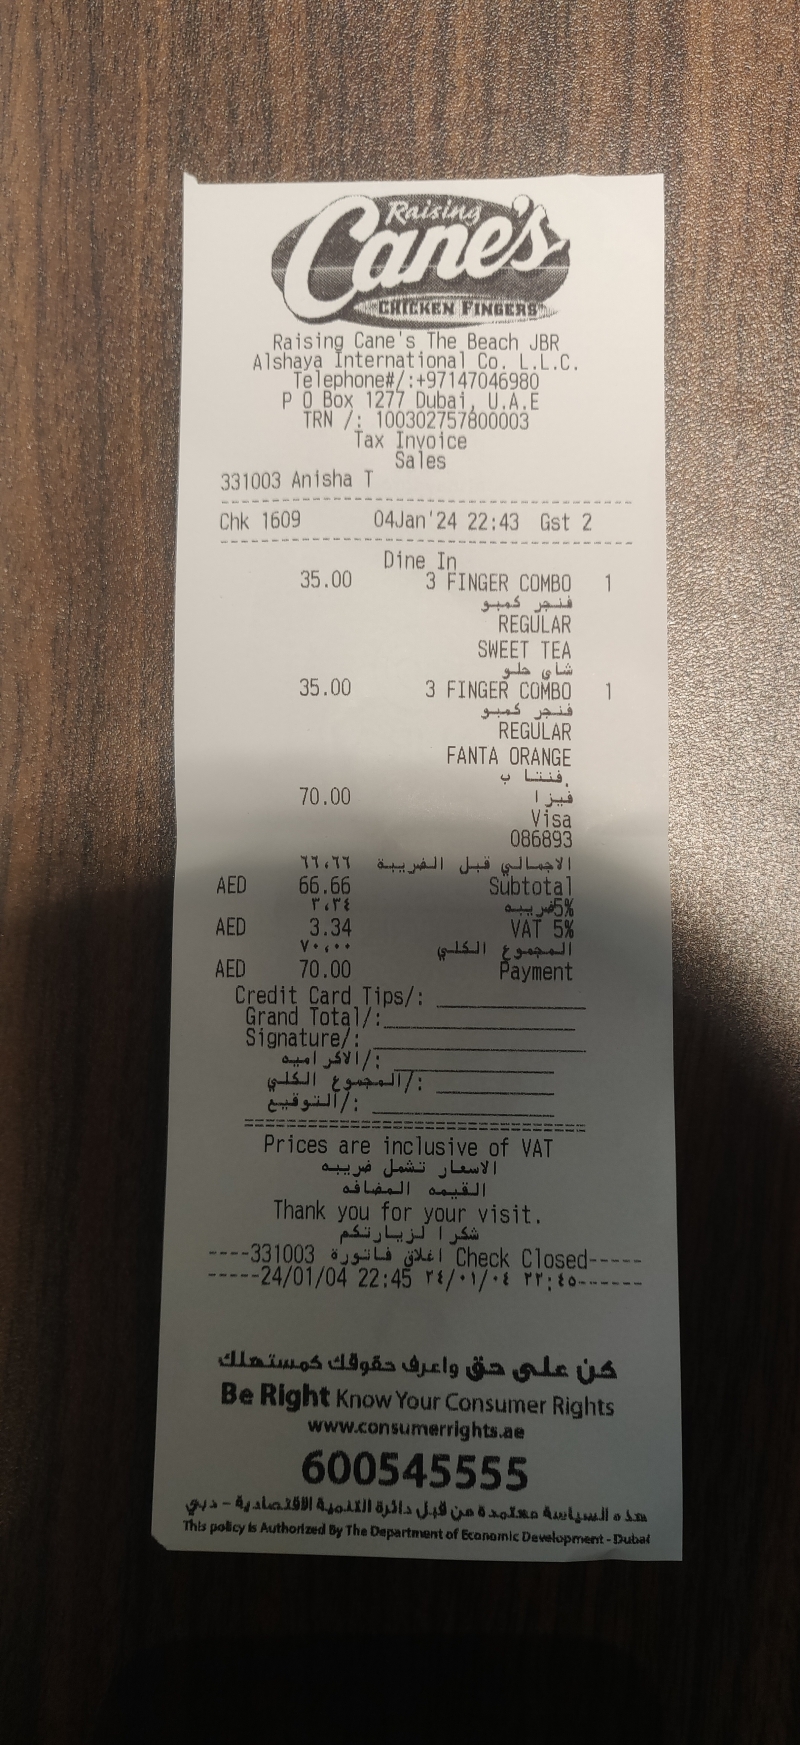 Raising
Cane's
CHICKEN FINGERS
Raising Cane's The Beach JBR
Alshaya International Co. L.L.C.
Telephone#/:+97147046980
P O Box 1277 Dubai, U.A.E
TRN /: 100302757800003
Tax Invoice
Sales
331003 Anisha T
Chk 1609 04Jan'24 22:43 Gst 2
Dine In
35.00 3 FINGER COMBO 1
فنجر كمبو
REGULAR
SWEET TEA
شاي حلو
35.00 3 FINGER COMBO 1
فنجر كمبو
REGULAR
FANTA ORANGE
فنتا ب.
70.00 فيزا
Visa
086893
الاجمالي قبل الضريبة ٦٦،٦٦
AED 66.66 Subtotal
5%ضريبه ٣،٣٤
AED 3.34 VAT 5%
المجموع الكلي ٧٠،٠٠
AED 70.00 Payment
Credit Card Tips/: ____________
Grand Total/:____________
Signature/: ____________
الاكراميه/: ____________
المجموع الكلي/: ____________
التوقيع/: ____________
Prices are inclusive of VAT
الاسعار تشمل ضريبه
القيمه المضافه
Thank you for your visit.
شكرا لزيارتكم
----331003 اغلاق فاتورة Check Closed-----
-----24/01/04 22:45 ٢٤/٠١/٠٤ ٢٢:٤٥------
كن على حق واعرف حقوقك كمستهلك
Be Right Know Your Consumer Rights
www.consumerrights.ae
600545555
هذه السياسة معتمدة من قبل دائرة التنمية الاقتصادية - دبي
This policy is Authorized By The Department of Economic Development - Dubai